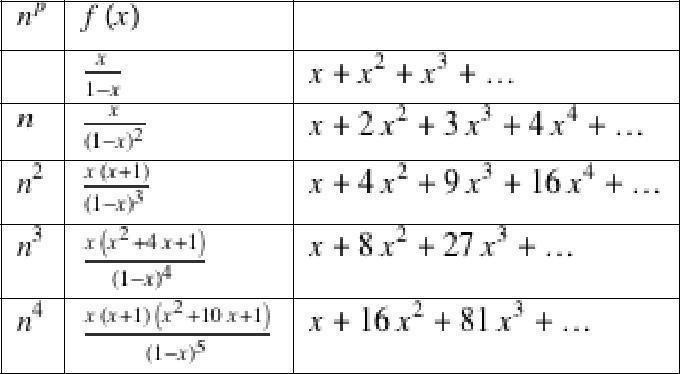 n^p f(x)
x/(1−x) x + x^2 + x^3 + ...
n x/(1−x)^2 x + 2x^2 + 3x^3 + 4x^4 + ...
n^2 x(x+1)/(1−x)^3 x + 4x^2 + 9x^3 + 16x^4 + ...
n^3 x(x^2+4x+1)/(1−x)^4 x + 8x^2 + 27x^3 + ...
n^4 x(x+1)(x^2+10x+1)/(1−x)^5 x + 16x^2 + 81x^3 + ...